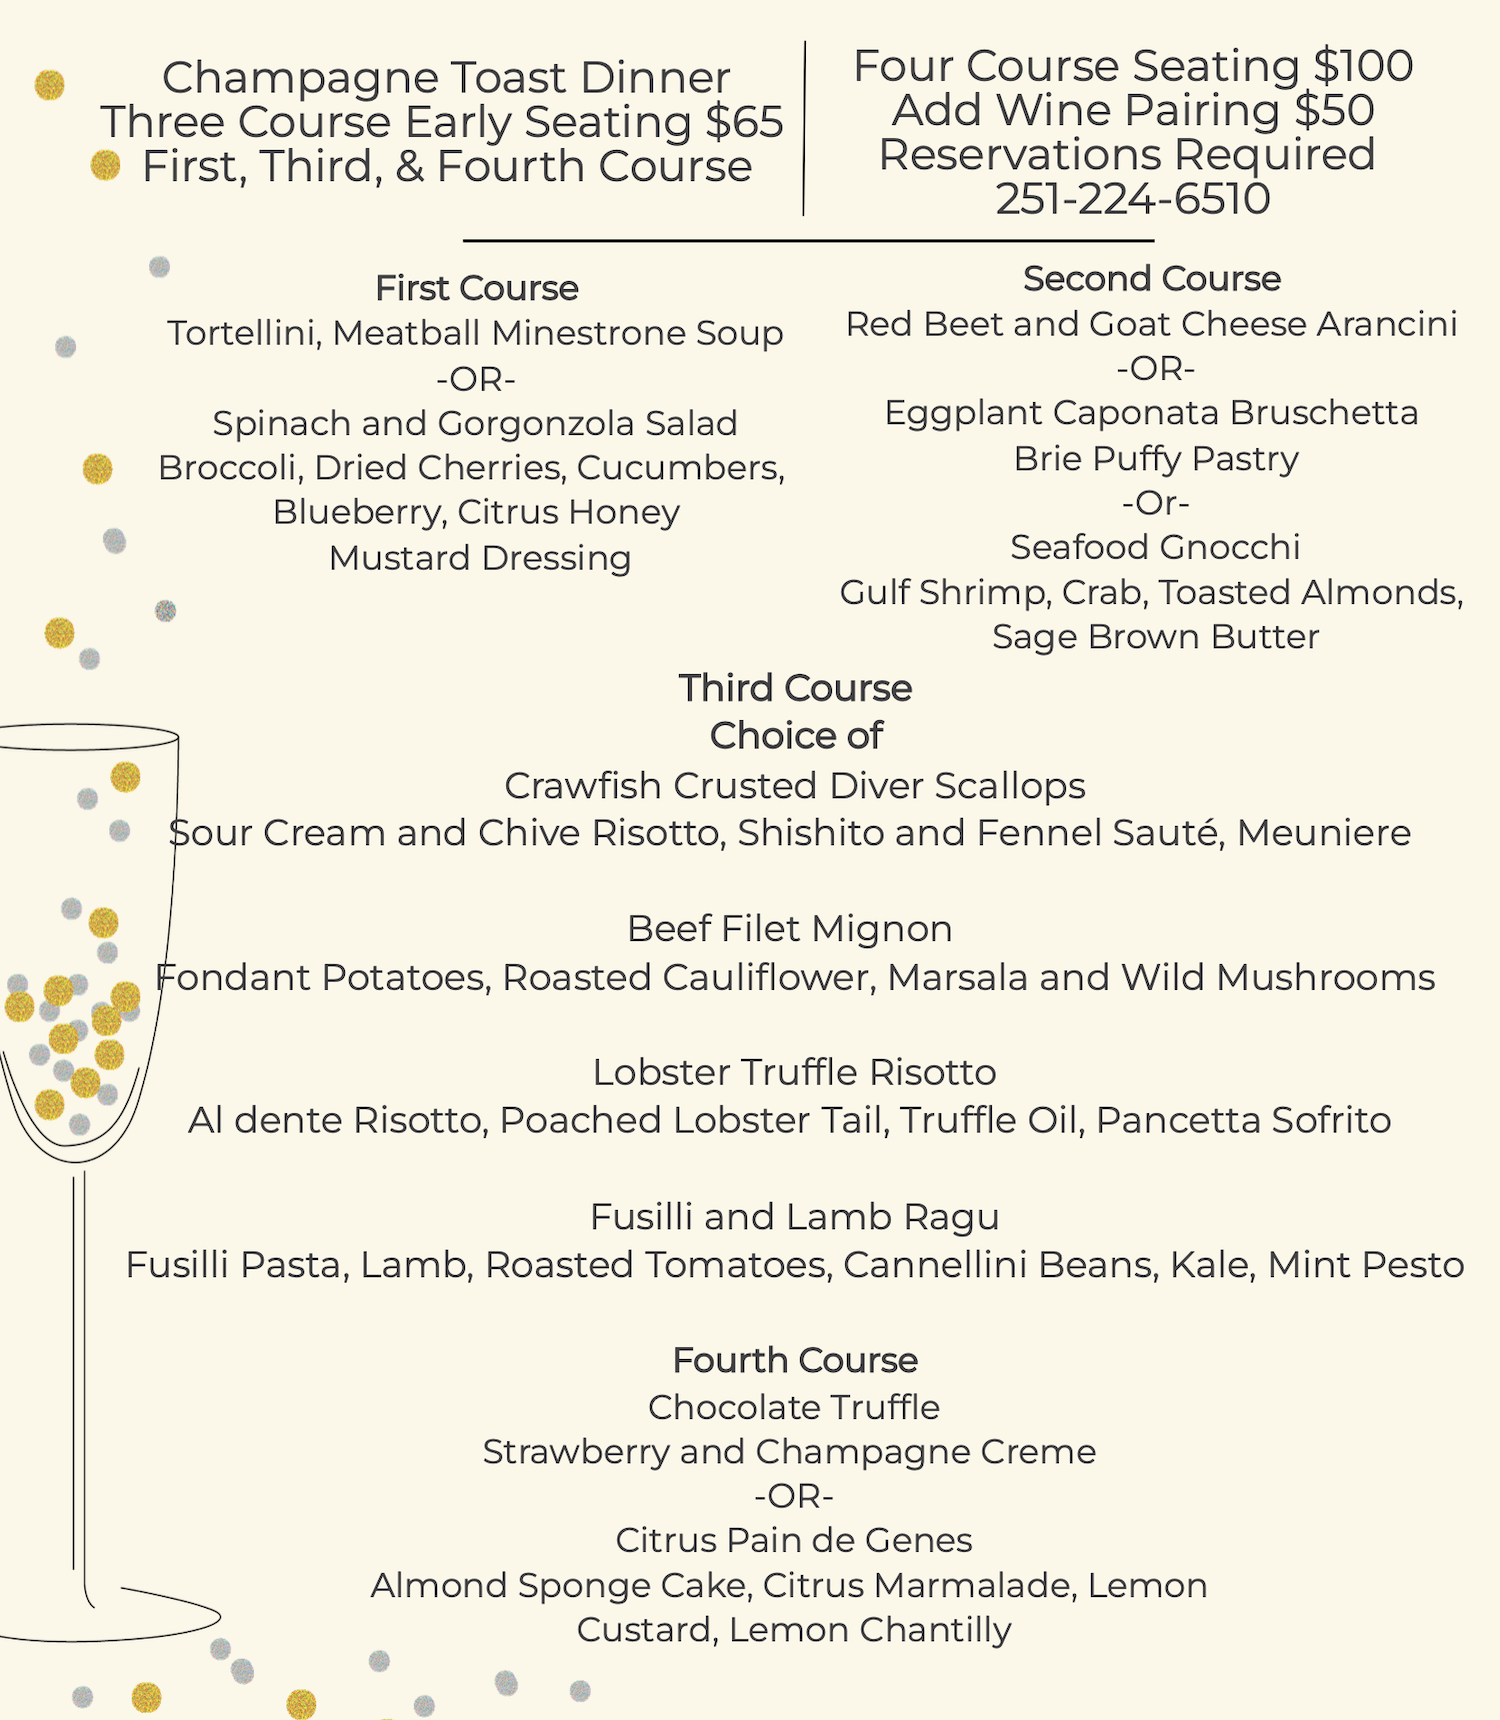 Champagne Toast Dinner
Three Course Early Seating $65
First, Third, & Fourth Course
Four Course Seating $100
Add Wine Pairing $50
Reservations Required
251-224-6510
First Course
Tortellini, Meatball Minestrone Soup
-OR-
Spinach and Gorgonzola Salad
Broccoli, Dried Cherries, Cucumbers,
Blueberry, Citrus Honey
Mustard Dressing
Second Course
Red Beet and Goat Cheese Arancini
-OR-
Eggplant Caponata Bruschetta
Brie Puffy Pastry
-Or-
Seafood Gnocchi
Gulf Shrimp, Crab, Toasted Almonds,
Sage Brown Butter
Third Course
Choice of
Crawfish Crusted Diver Scallops
Sour Cream and Chive Risotto, Shishito and Fennel Sauté, Meuniere
Beef Filet Mignon
Fondant Potatoes, Roasted Cauliflower, Marsala and Wild Mushrooms
Lobster Truffle Risotto
Al dente Risotto, Poached Lobster Tail, Truffle Oil, Pancetta Sofrito
Fusilli and Lamb Ragu
Fusilli Pasta, Lamb, Roasted Tomatoes, Cannellini Beans, Kale, Mint Pesto
Fourth Course
Chocolate Truffle
Strawberry and Champagne Creme
-OR-
Citrus Pain de Genes
Almond Sponge Cake, Citrus Marmalade, Lemon
Custard, Lemon Chantilly